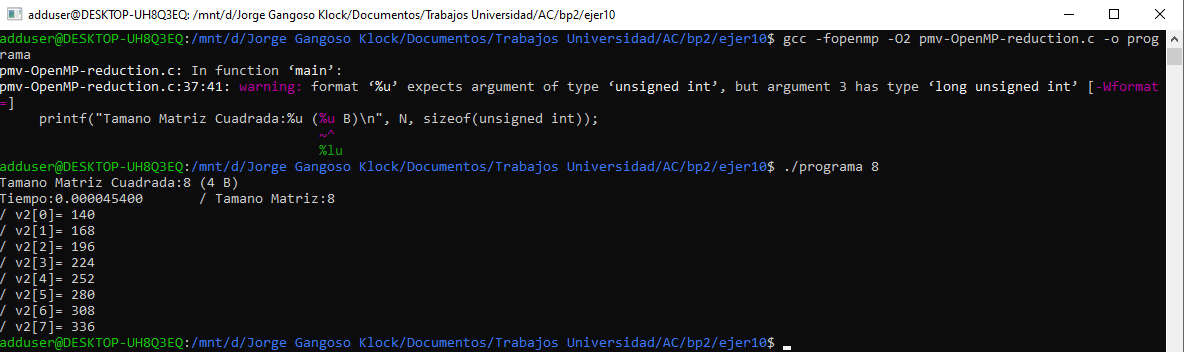 adduser@DESKTOP-UH8Q3EQ: /mnt/d/Jorge Gangoso Klock/Documentos/Trabajos Universidad/AC/bp2/ejer10
adduser@DESKTOP-UH8Q3EQ:/mnt/d/Jorge Gangoso Klock/Documentos/Trabajos Universidad/AC/bp2/ejer10$ gcc -fopenmp -O2 pmv-OpenMP-reduction.c -o prog
rama
pmv-OpenMP-reduction.c: In function ‘main’:
pmv-OpenMP-reduction.c:37:41: warning: format ‘%u’ expects argument of type ‘unsigned int’, but argument 3 has type ‘long unsigned int’ [-Wformat
=]
     printf("Tamano Matriz Cuadrada:%u (%u B)\n", N, sizeof(unsigned int));
                                        ~^
                                        %lu
adduser@DESKTOP-UH8Q3EQ:/mnt/d/Jorge Gangoso Klock/Documentos/Trabajos Universidad/AC/bp2/ejer10$ ./programa 8
Tamano Matriz Cuadrada:8 (4 B)
Tiempo:0.000045400       / Tamano Matriz:8
/ v2[0]= 140
/ v2[1]= 168
/ v2[2]= 196
/ v2[3]= 224
/ v2[4]= 252
/ v2[5]= 280
/ v2[6]= 308
/ v2[7]= 336
adduser@DESKTOP-UH8Q3EQ:/mnt/d/Jorge Gangoso Klock/Documentos/Trabajos Universidad/AC/bp2/ejer10$